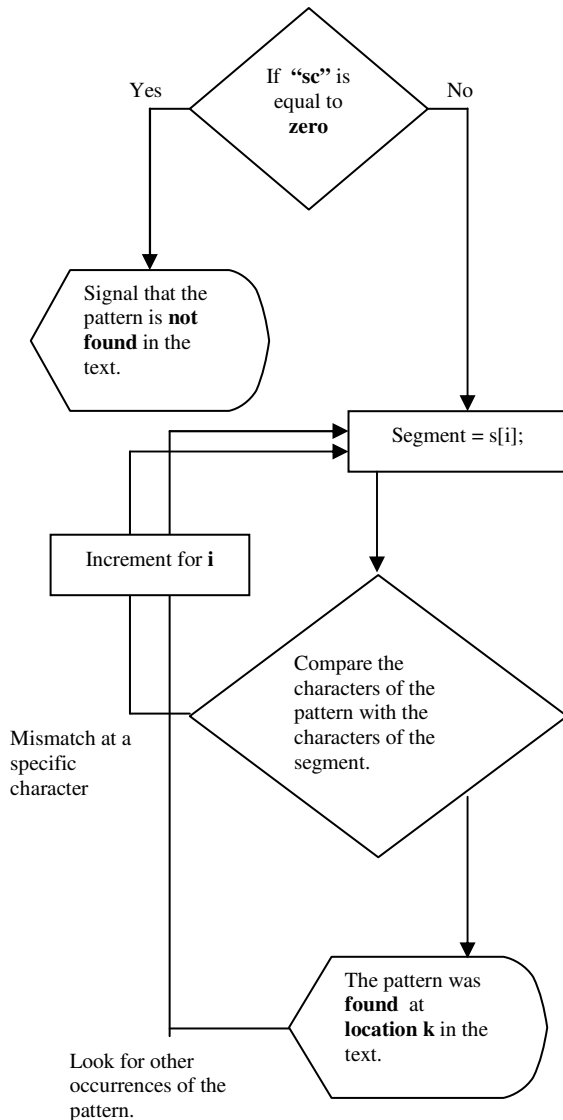 If “sc” is
equal to
zero
Yes
No
Signal that the
pattern is not
found in the
text.
Segment = s[i];
Increment for i
Compare the
characters of the
pattern with the
characters of the
segment.
Mismatch at a
specific
character
The pattern was
found at
location k in the
text.
Look for other
occurrences of the
pattern.